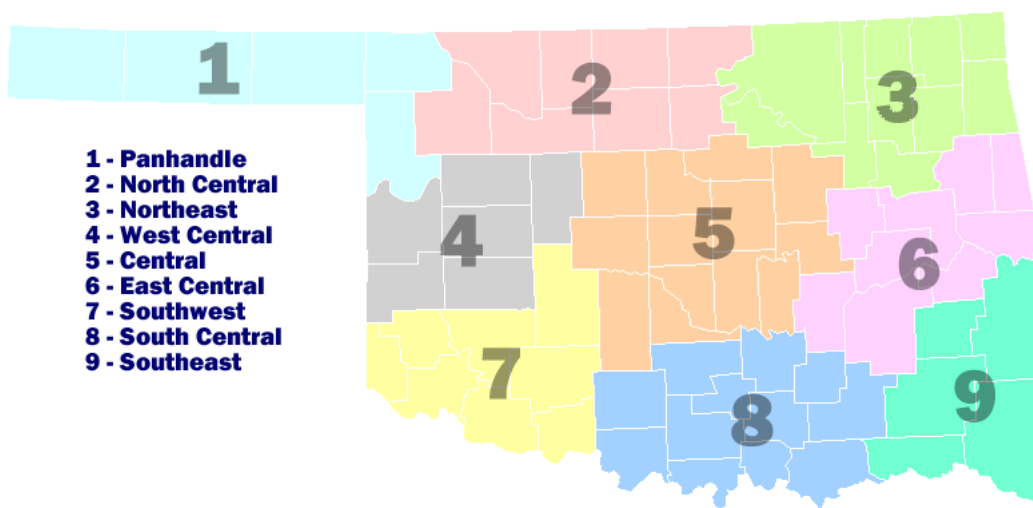 1
2
3
1 - Panhandle
2 - North Central
3 - Northeast
4 - West Central
5 - Central
6 - East Central
7 - Southwest
8 - South Central
9 - Southeast
4
5
6
7
8
9